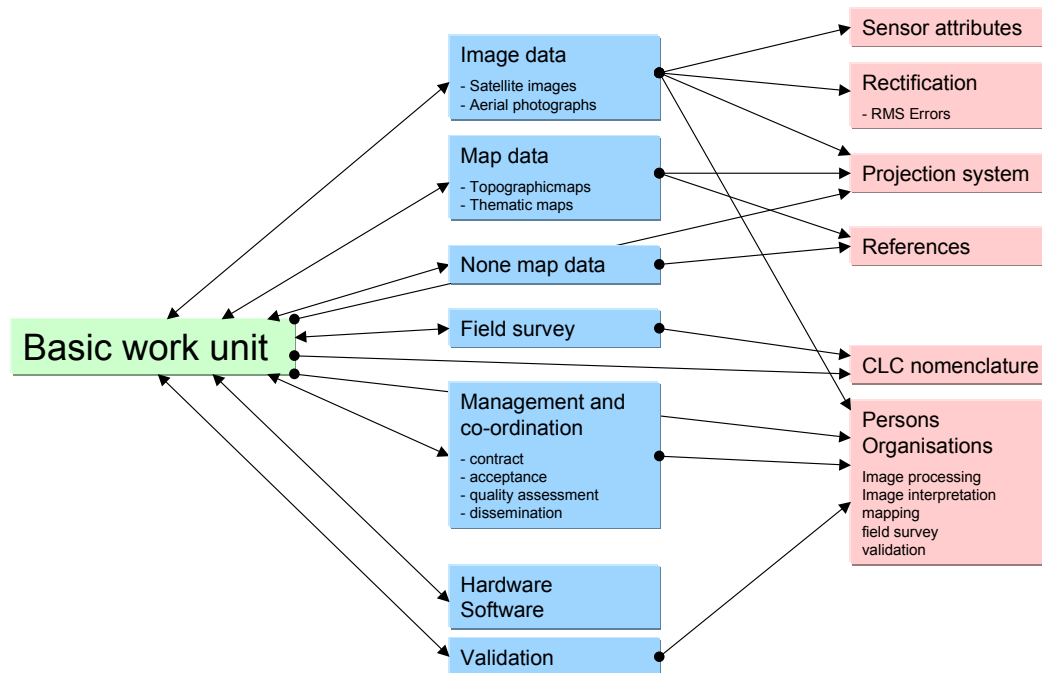 Basic work unit
Image data
- Satellite images
- Aerial photographs
Map data
- Topographicmaps
- Thematic maps
None map data
Field survey
Management and
co-ordination
- contract
- acceptance
- quality assessment
- dissemination
Hardware
Software
Validation
Sensor attributes
Rectification
- RMS Errors
Projection system
References
CLC nomenclature
Persons
Organisations
Image processing
Image interpretation
mapping
field survey
validation